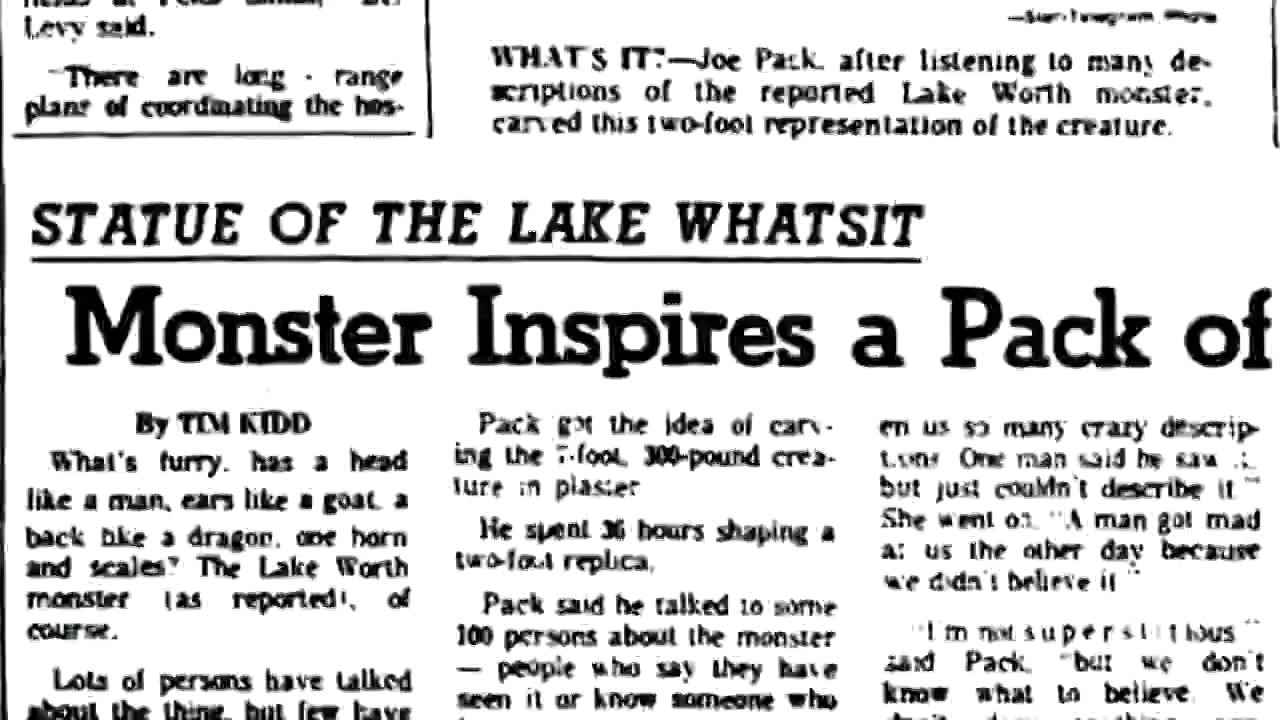 Levy said.
There are long - range
plans of coordinating the hos-
WHAT'S IT?—Joe Pack, after listening to many de-
scriptions of the reported Lake Worth monster,
carved this two-foot representation of the creature.
STATUE OF THE LAKE WHATSIT
Monster Inspires a Pack of
By TIM KIDD
What's furry, has a head
like a man, ears like a goat, a
back like a dragon, one horn
and scales? The Lake Worth
monster (as reported), of
course.
Lots of persons have talked
about the thing, but few have
Pack got the idea of carv-
ing the 7-foot, 300-pound crea-
ture in plaster
He spent 36 hours shaping a
two-foot replica.
Pack said he talked to some
100 persons about the monster
— people who say they have
seen it or know someone who
en us so many crazy descrip-
tions One man said he saw
but just couldn't describe it"
She went on. "A man got mad
at us the other day because
we didn't believe it"
"I'm not superstitious"
said Pack, "but we don't
know what to believe. We